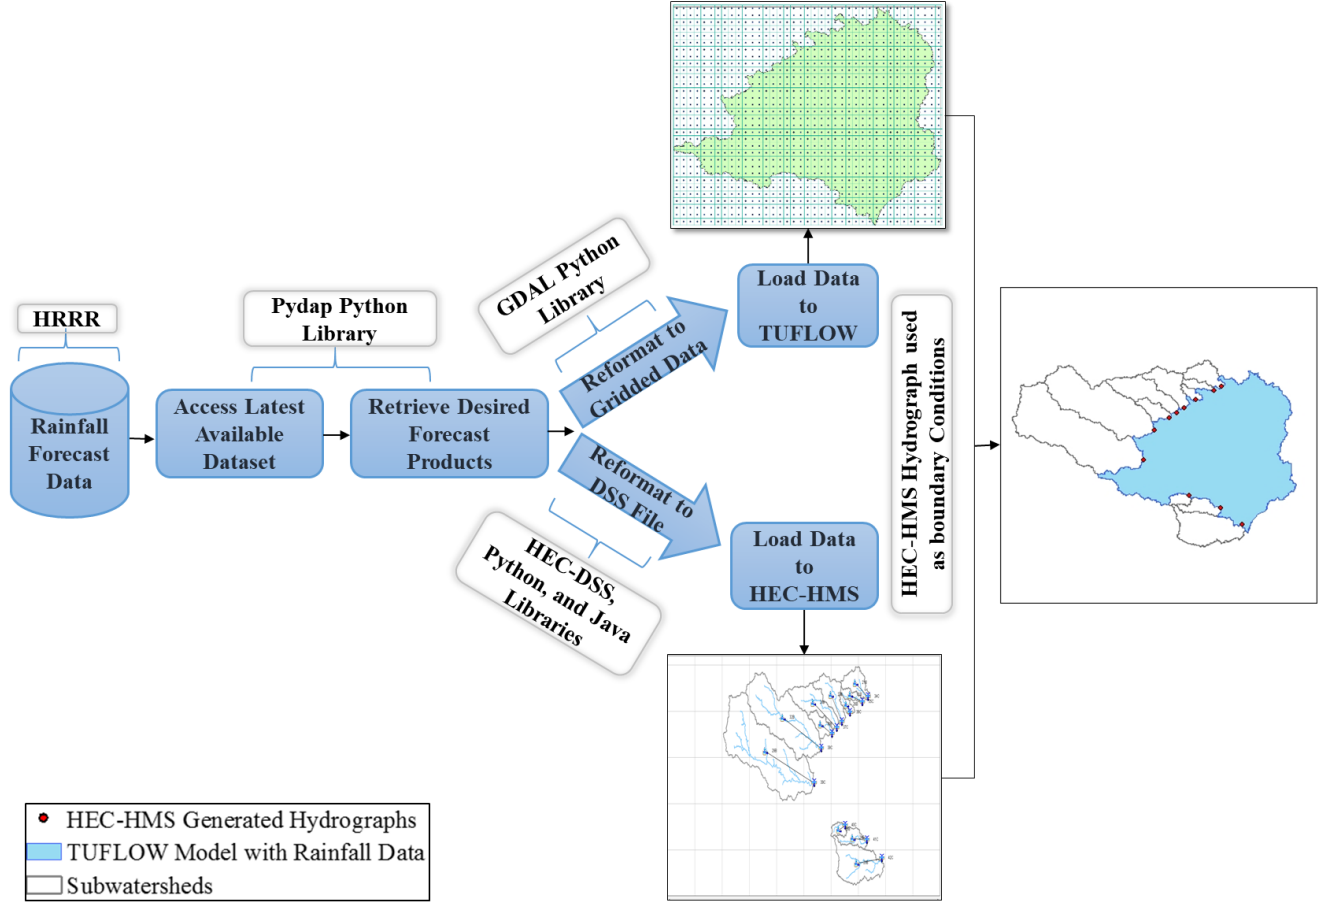 HRRR
Rainfall
Forecast
Data
Pydap Python
Library
Access Latest
Available
Dataset
Retrieve Desired
Forecast
Products
GDAL Python
Library
Reformat to
Gridded Data
Load Data
to
TUFLOW
Reformat to
DSS File
HEC-DSS,
Python, and Java
Libraries
Load Data
to
HEC-HMS
HEC-HMS Hydrograph used
as boundary Conditions
HEC-HMS Generated Hydrographs
TUFLOW Model with Rainfall Data
Subwatersheds